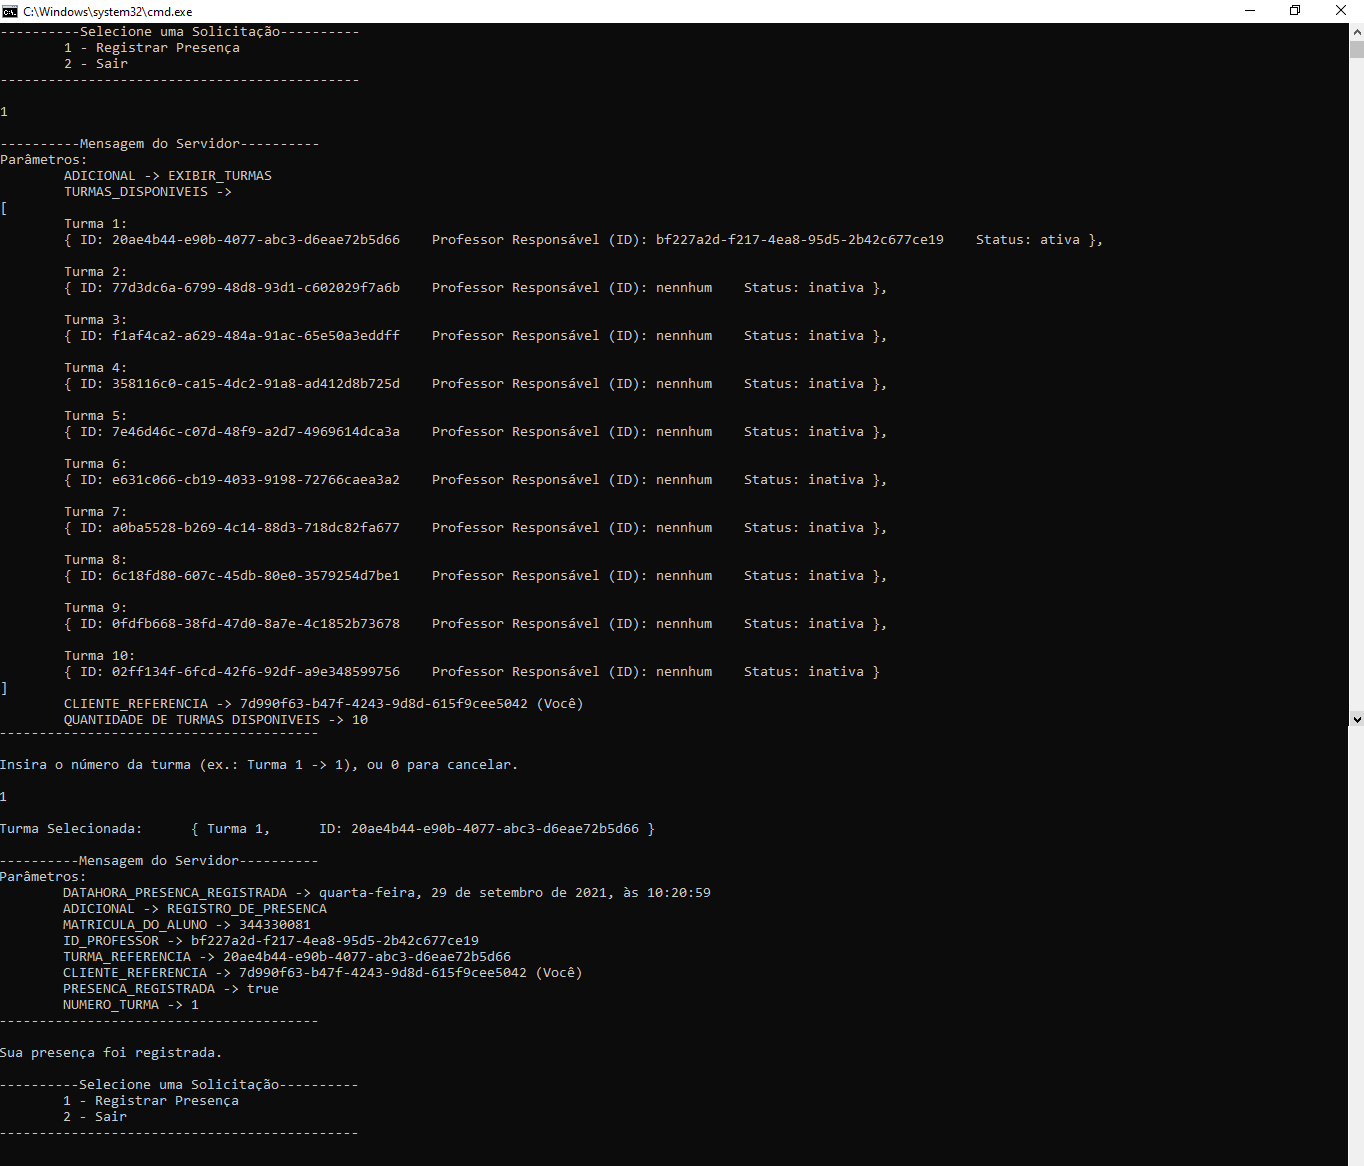 C:\Windows\system32\cmd.exe
----------Selecione uma Solicitação----------
1 - Registrar Presença
2 - Sair
---------------------------------------------
1
----------Mensagem do Servidor----------
Parâmetros:
ADICIONAL -> EXIBIR_TURMAS
TURMAS_DISPONIVEIS ->
[
Turma 1:
{ ID: 20ae4b44-e90b-4077-abc3-d6eae72b5d66    Professor Responsável (ID): bf227a2d-f217-4ea8-95d5-2b42c677ce19    Status: ativa },
Turma 2:
{ ID: 77d3dc6a-6799-48d8-93d1-c602029f7a6b    Professor Responsável (ID): nennhum    Status: inativa },
Turma 3:
{ ID: f1af4ca2-a629-484a-91ac-65e50a3eddff    Professor Responsável (ID): nennhum    Status: inativa },
Turma 4:
{ ID: 358116c0-ca15-4dc2-91a8-ad412d8b725d    Professor Responsável (ID): nennhum    Status: inativa },
Turma 5:
{ ID: 7e46d46c-c07d-48f9-a2d7-4969614dca3a    Professor Responsável (ID): nennhum    Status: inativa },
Turma 6:
{ ID: e631c066-cb19-4033-9198-72766caea3a2    Professor Responsável (ID): nennhum    Status: inativa },
Turma 7:
{ ID: a0ba5528-b269-4c14-88d3-718dc82fa677    Professor Responsável (ID): nennhum    Status: inativa },
Turma 8:
{ ID: 6c18fd80-607c-45db-80e0-3579254d7be1    Professor Responsável (ID): nennhum    Status: inativa },
Turma 9:
{ ID: 0fdfb668-38fd-47d0-8a7e-4c1852b73678    Professor Responsável (ID): nennhum    Status: inativa },
Turma 10:
{ ID: 02ff134f-6fcd-42f6-92df-a9e348599756    Professor Responsável (ID): nennhum    Status: inativa }
]
CLIENTE_REFERENCIA -> 7d990f63-b47f-4243-9d8d-615f9cee5042 (Você)
QUANTIDADE DE TURMAS DISPONIVEIS -> 10
----------------------------------------
Insira o número da turma (ex.: Turma 1 -> 1), ou 0 para cancelar.
1
Turma Selecionada:      { Turma 1,      ID: 20ae4b44-e90b-4077-abc3-d6eae72b5d66 }
----------Mensagem do Servidor----------
Parâmetros:
DATAHORA_PRESENCA_REGISTRADA -> quarta-feira, 29 de setembro de 2021, às 10:20:59
ADICIONAL -> REGISTRO_DE_PRESENCA
MATRICULA_DO_ALUNO -> 344330081
ID_PROFESSOR -> bf227a2d-f217-4ea8-95d5-2b42c677ce19
TURMA_REFERENCIA -> 20ae4b44-e90b-4077-abc3-d6eae72b5d66
CLIENTE_REFERENCIA -> 7d990f63-b47f-4243-9d8d-615f9cee5042 (Você)
PRESENCA_REGISTRADA -> true
NUMERO_TURMA -> 1
----------------------------------------
Sua presença foi registrada.
----------Selecione uma Solicitação----------
1 - Registrar Presença
2 - Sair
---------------------------------------------